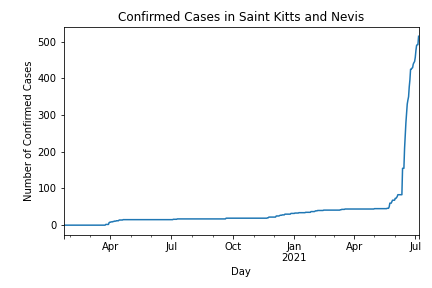 Confirmed Cases in Saint Kitts and Nevis
Number of Confirmed Cases
500
400
300
200
100
0
Apr Jul Oct Jan Apr Jul
2021
Day